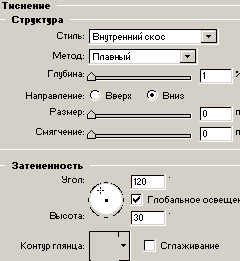 Тиснение
Структура
Стиль: Внутренний скос
Метод: Плавный
Глубина: 1 %
Направление: Вверх Вниз
Размер: 0
Смягчение: 0
Затененность
Угол: 120 °
Глобальное освещен
Высота: 30 °
Контур глянца: Сглаживание